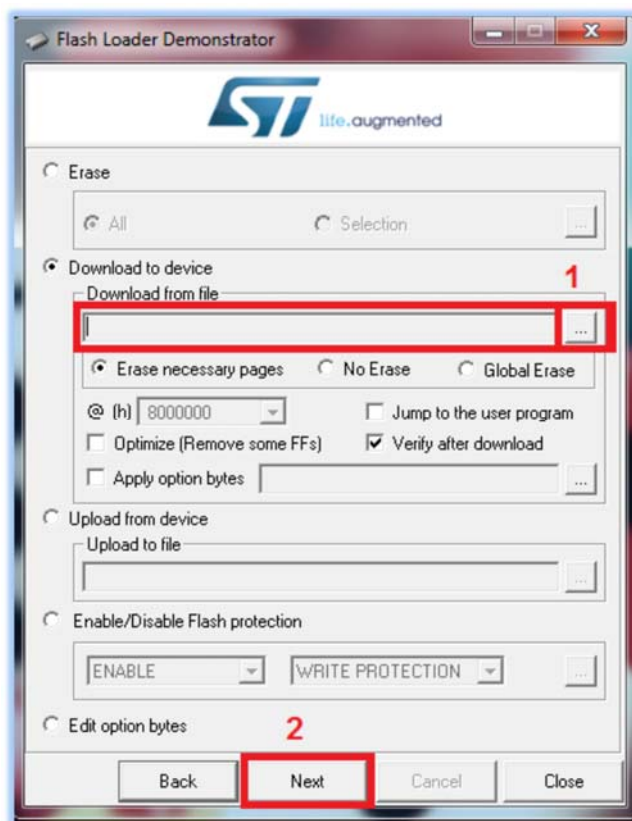 Flash Loader Demonstrator
ST life.augmented
Erase
All Selection ...
Download to device 1
Download from file
...
Erase necessary pages No Erase Global Erase
@ (h) 8000000 Jump to the user program
Optimize (Remove some FFs) Verify after download
Apply option bytes ...
Upload from device
Upload to file
...
Enable/Disable Flash protection
ENABLE WRITE PROTECTION ...
Edit option bytes 2
Back Next Cancel Close